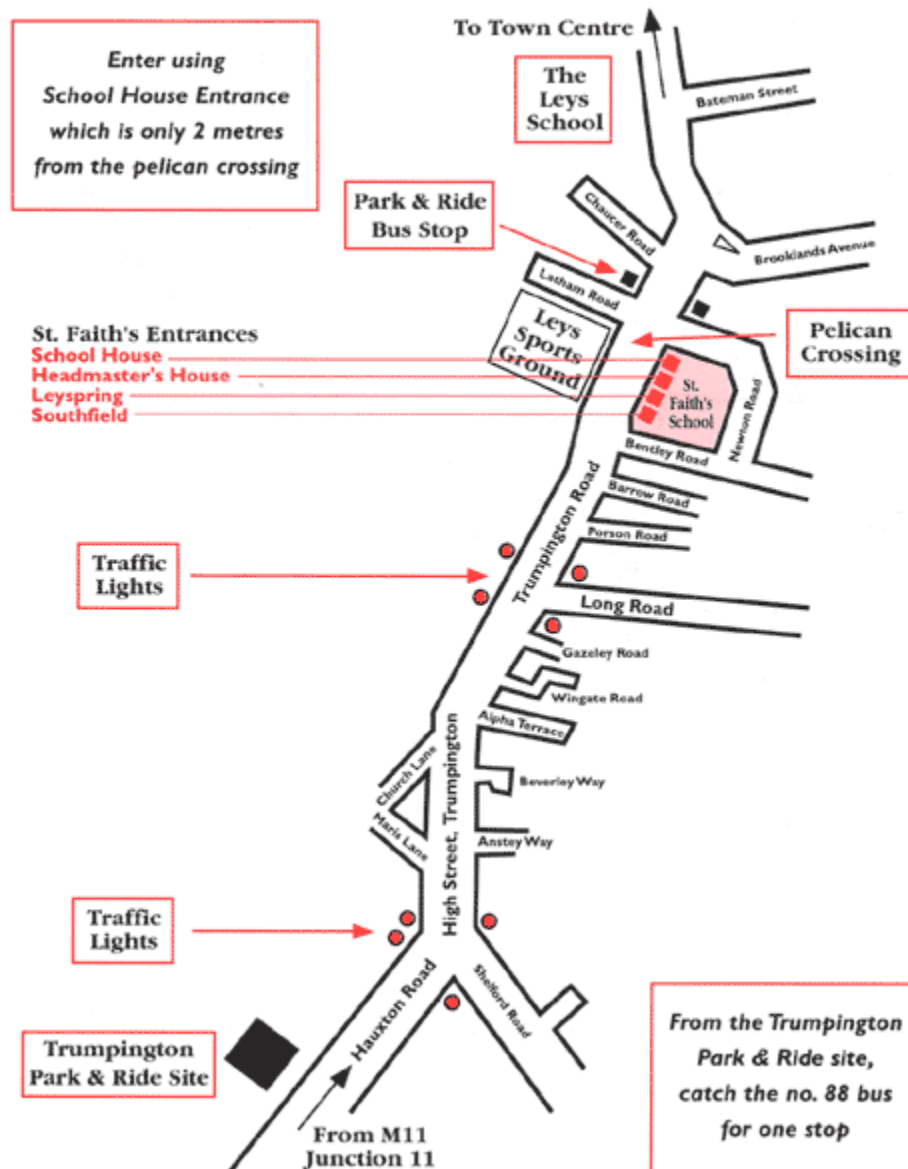 To Town Centre
Enter using
School House Entrance
which is only 2 metres
from the pelican crossing
The
Leys
School
Bateman Street
Park & Ride
Bus Stop
Chaucer Road
Brooklands Avenue
Latham Road
Leys
Sports
Ground
Pelican
Crossing
St. Faith's Entrances
School House
Headmaster's House
Leyspring
Southfield
St.
Faith's
School
Newton Road
Bentley Road
Barrow Road
Porson Road
Trumpington Road
Traffic
Lights
Long Road
Gazeley Road
Wingate Road
Alpha Terrace
Church Lane
Beverley Way
Maris Lane
High Street, Trumpington
Anstey Way
Traffic
Lights
Hauxton Road
Shelford Road
Trumpington
Park & Ride Site
From the Trumpington
Park & Ride site,
catch the no. 88 bus
for one stop
From M11
Junction 11